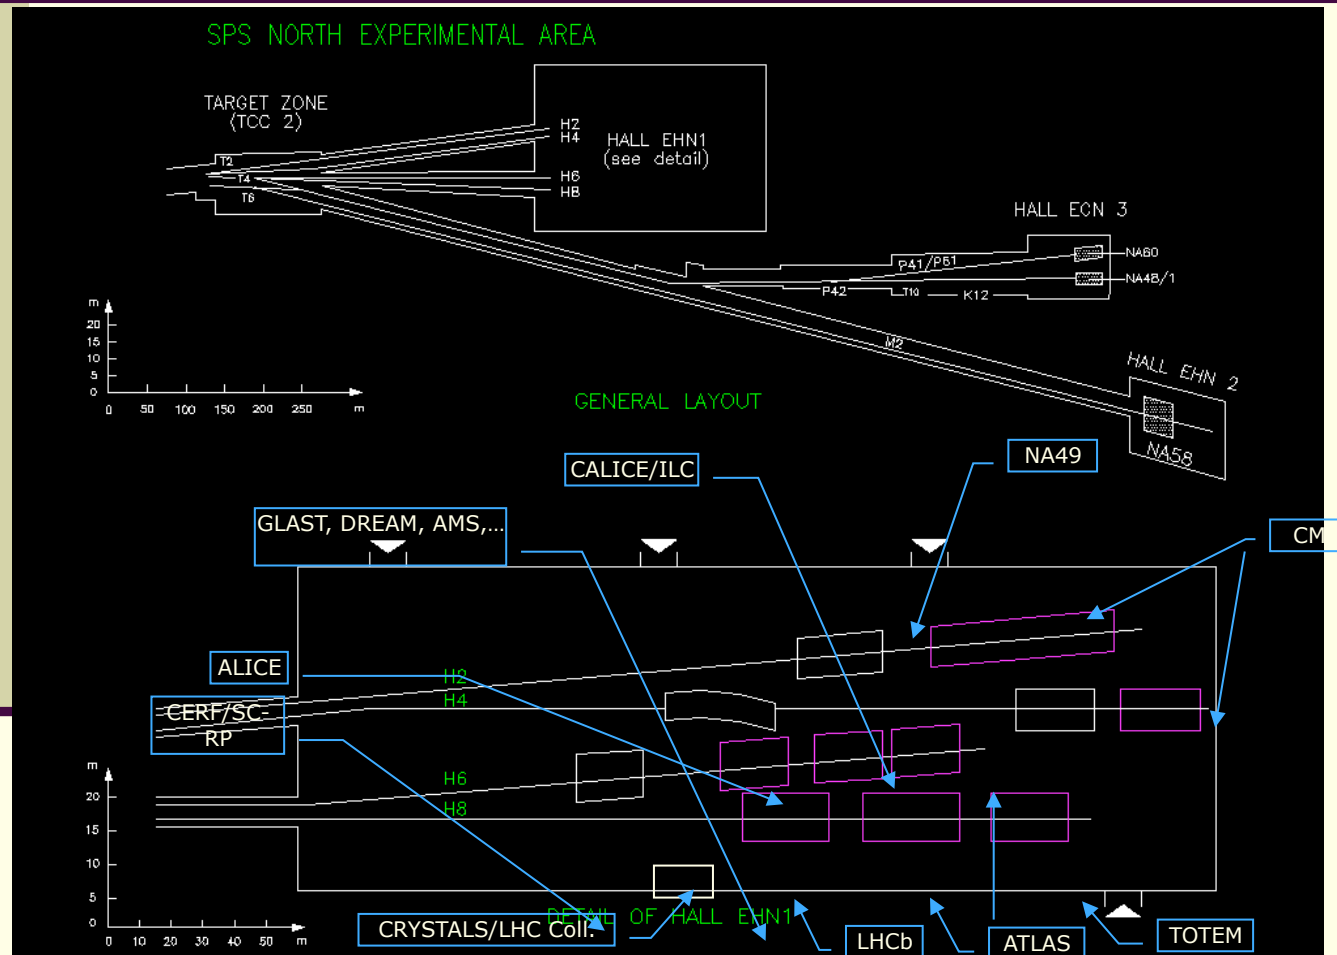 SPS NORTH EXPERIMENTAL AREA
TARGET ZONE
(TCC 2)
T2
T4
T6
H2
H4
H6
H8
HALL EHN1
(see detail)
HALL ECN 3
NA60
NA48/1
P41/P61
P42
T10
K12
M2
HALL EHN 2
NA58
m
20
15
10
5
0
0 50 100 150 200 250 m
GENERAL LAYOUT
CALICE/ILC
NA49
GLAST, DREAM, AMS,...
CM
ALICE
CERF/SC-
RP
H2
H4
H6
H8
m
20
15
10
5
0
0 10 20 30 40 50 m
DETAIL OF HALL EHN1
CRYSTALS/LHC Coll.
LHCb
ATLAS
TOTEM